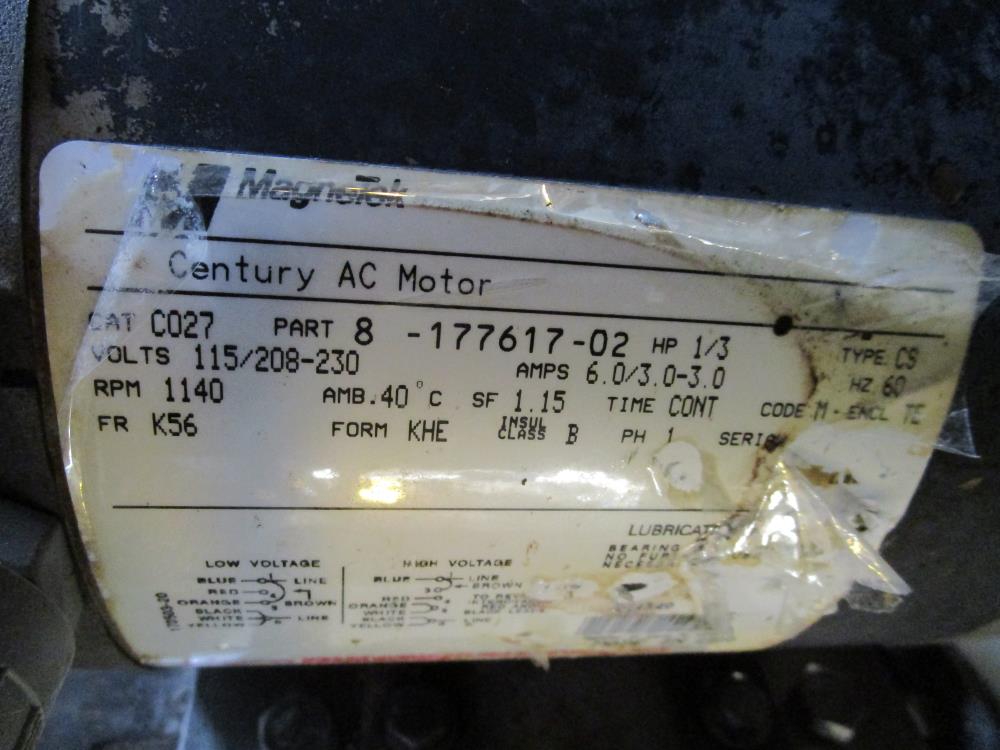 MagneTek
Century AC Motor
CAT C027 PART 8 -177617-02 HP 1/3 TYPE CS
VOLTS 115/208-230 AMPS 6.0/3.0-3.0 HZ 60
RPM 1140 AMB.40°C SF 1.15 TIME CONT CODE M - ENCL TE
FR K56 FORM KHE INSUL CLASS B PH 1
LOW VOLTAGE
BLUE LINE
RED
ORANGE BROWN
BLACK
WHITE LINE
YELLOW
HIGH VOLTAGE
BLUE LINE
BROWN
RED
ORANGE
WHITE
BLACK LINE
YELLOW
BEARING